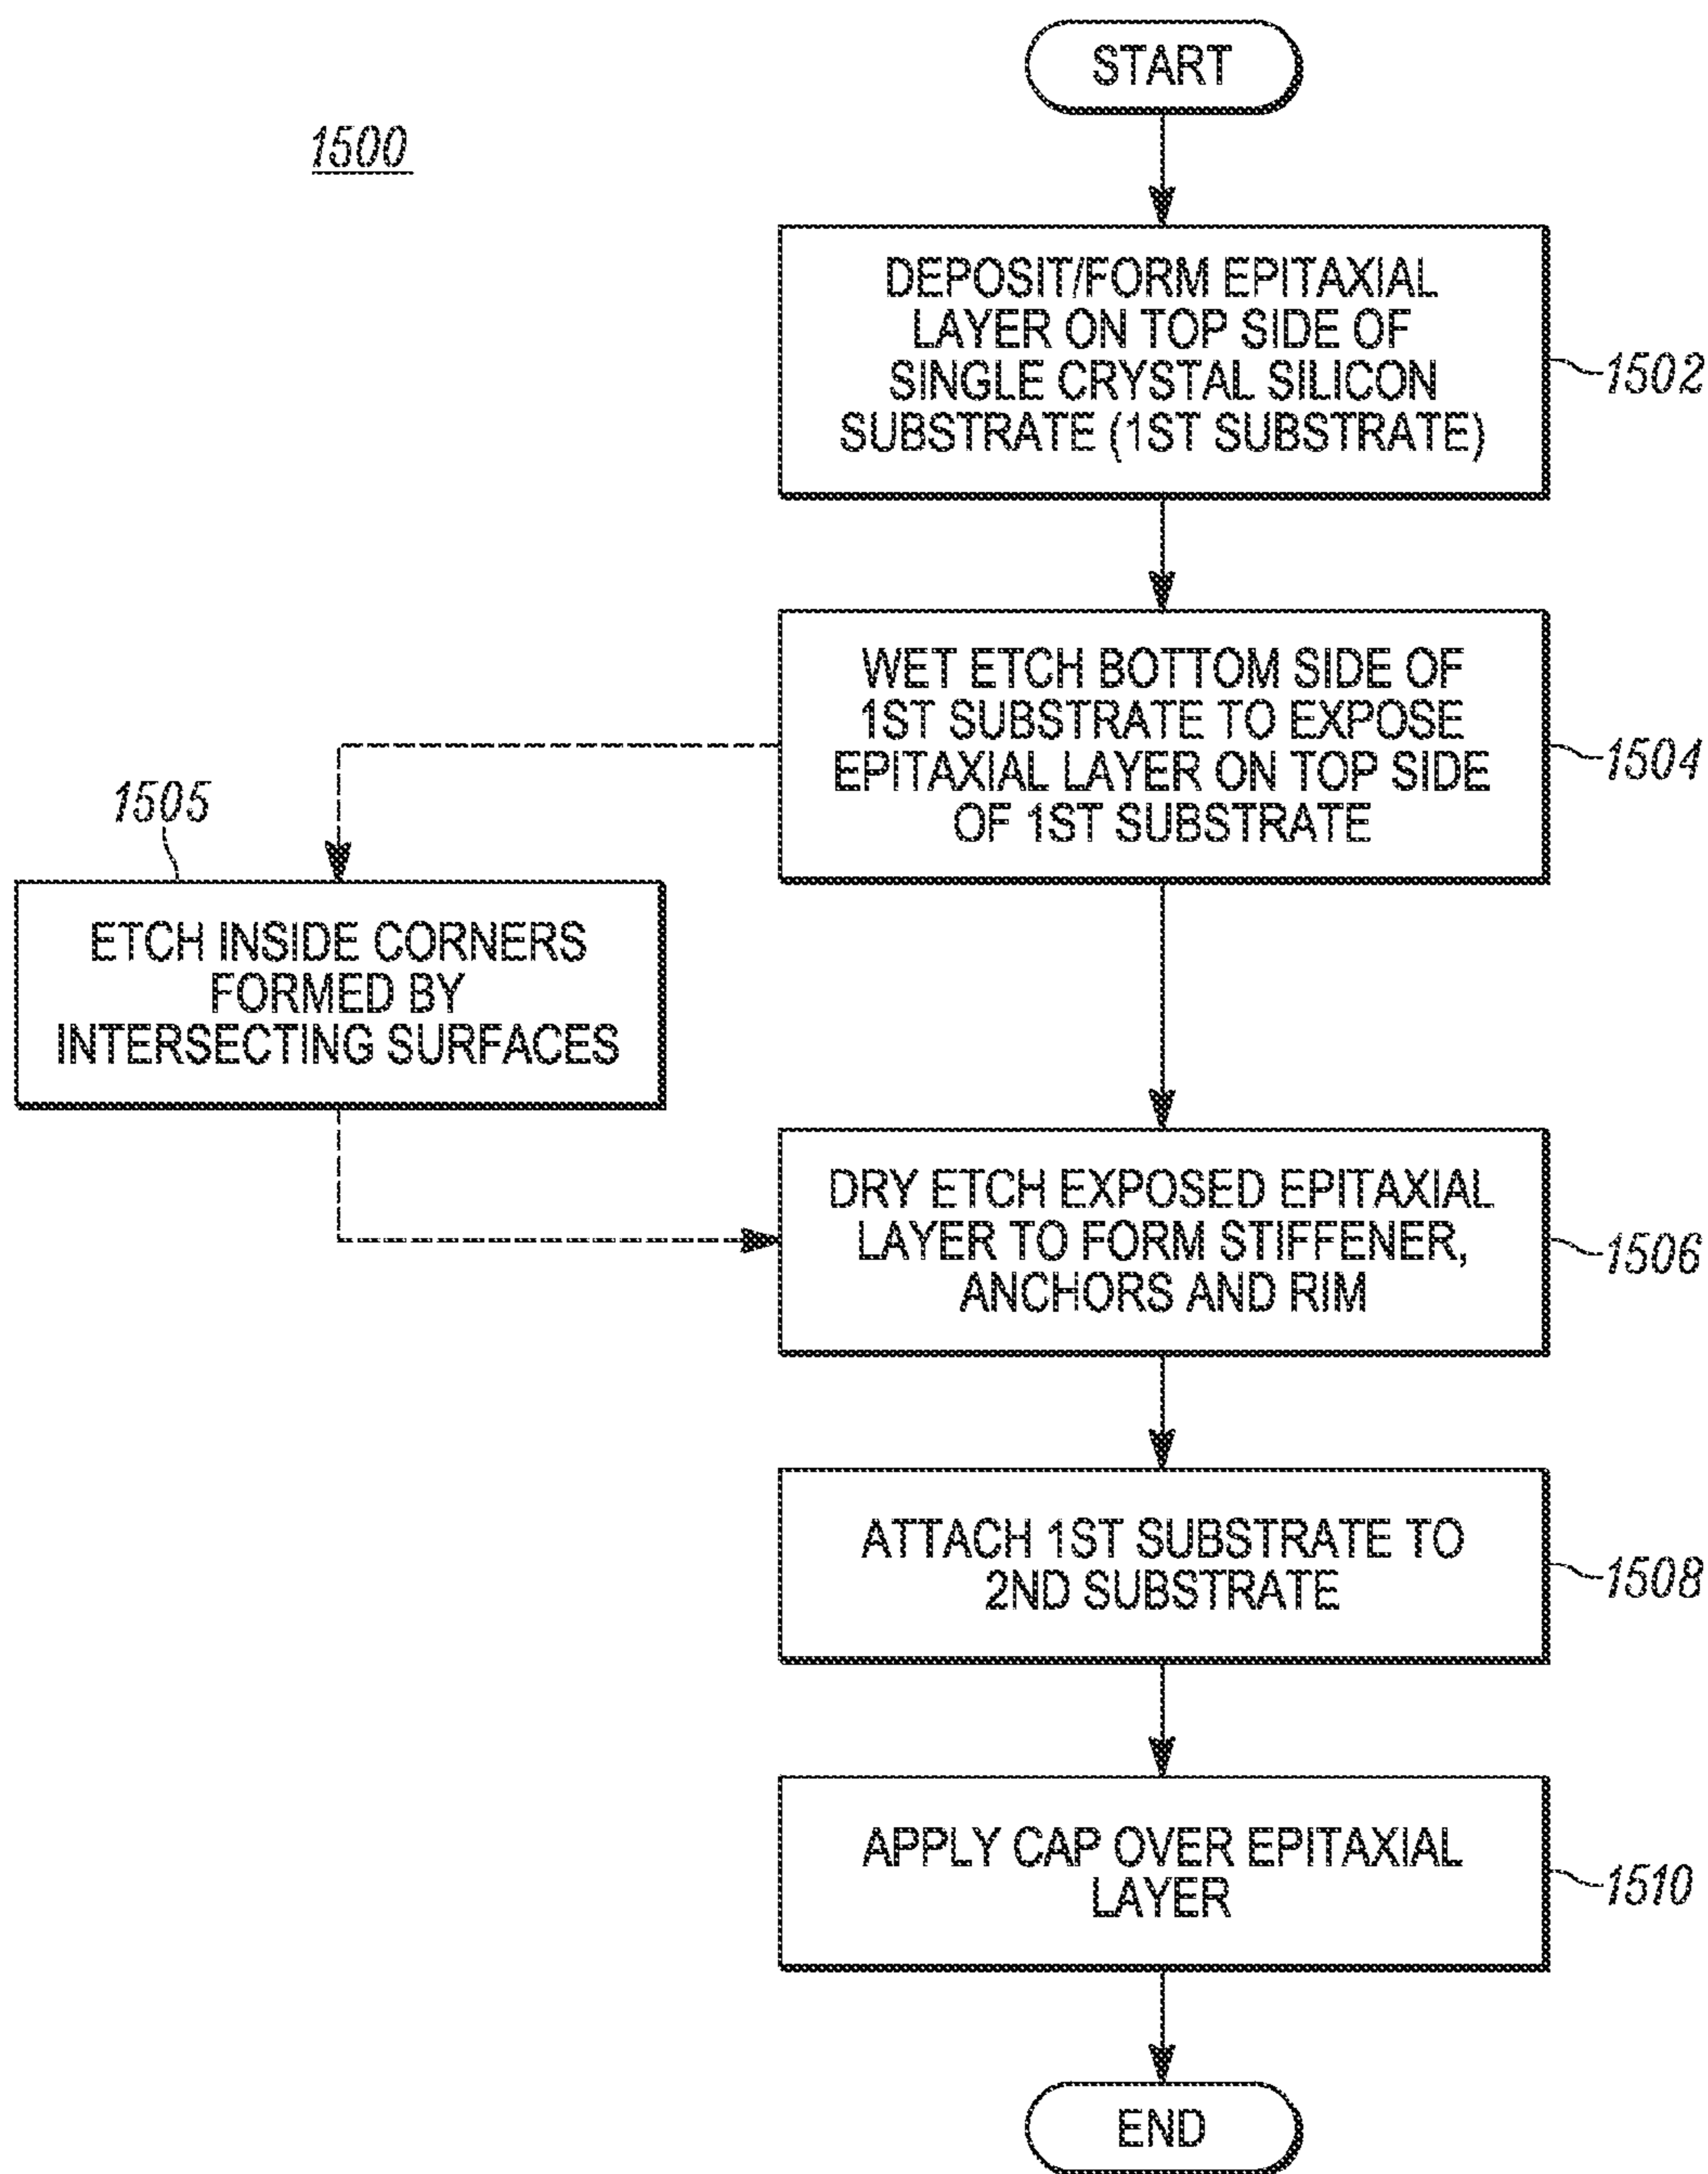 START
1500
DEPOSIT/FORM EPITAXIAL
LAYER ON TOP SIDE OF
SINGLE CRYSTAL SILICON
SUBSTRATE (1ST SUBSTRATE)
1502
WET ETCH BOTTOM SIDE OF
1ST SUBSTRATE TO EXPOSE
EPITAXIAL LAYER ON TOP SIDE
OF 1ST SUBSTRATE
1504
1505
ETCH INSIDE CORNERS
FORMED BY
INTERSECTING SURFACES
DRY ETCH EXPOSED EPITAXIAL
LAYER TO FORM STIFFENER,
ANCHORS AND RIM
1506
ATTACH 1ST SUBSTRATE TO
2ND SUBSTRATE
1508
APPLY CAP OVER EPITAXIAL
LAYER
1510
END